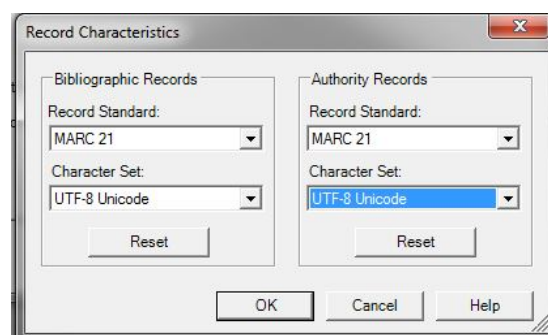 Record Characteristics
Bibliographic Records
Record Standard:
MARC 21
Character Set:
UTF-8 Unicode
Reset
Authority Records
Record Standard:
MARC 21
Character Set:
UTF-8 Unicode
Reset
OK Cancel Help